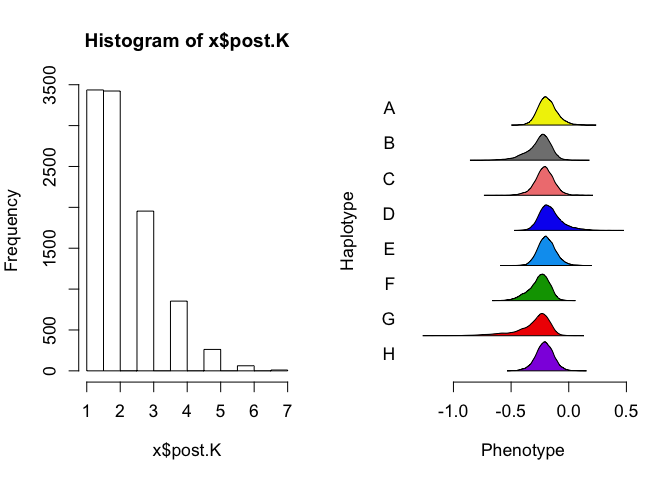 Histogram of x$post.K
Frequency
0
500
1500
2500
3500
1 2 3 4 5 6 7
x$post.K
Haplotype
A
B
C
D
E
F
G
H
-1.0 -0.5 0.0 0.5
Phenotype